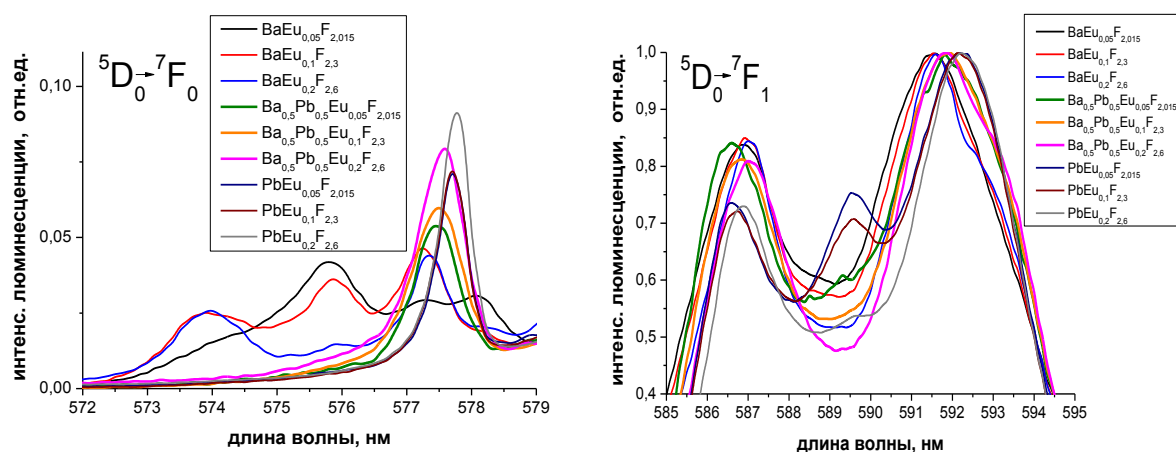 BaEu0,05F2,015
BaEu0,1F2,3
BaEu0,2F2,6
Ba0,5Pb0,5Eu0,05F2,015
Ba0,5Pb0,5Eu0,1F2,3
Ba0,5Pb0,5Eu0,2F2,6
PbEu0,05F2,015
PbEu0,1F2,3
PbEu0,2F2,6
5D0→7F0
интенс. люминесценции, отн.ед.
0,10
0,05
0,00
572 573 574 575 576 577 578 579
длина волны, нм
BaEu0,05F2,015
BaEu0,1F2,3
BaEu0,2F2,6
Ba0,5Pb0,5Eu0,05F2,015
Ba0,5Pb0,5Eu0,1F2,3
Ba0,5Pb0,5Eu0,2F2,6
PbEu0,05F2,015
PbEu0,1F2,3
PbEu0,2F2,6
5D0→7F1
интенс. люминесценции, отн.ед.
1,0
0,9
0,8
0,7
0,6
0,5
0,4
585 586 587 588 589 590 591 592 593 594 595
длина волны, нм